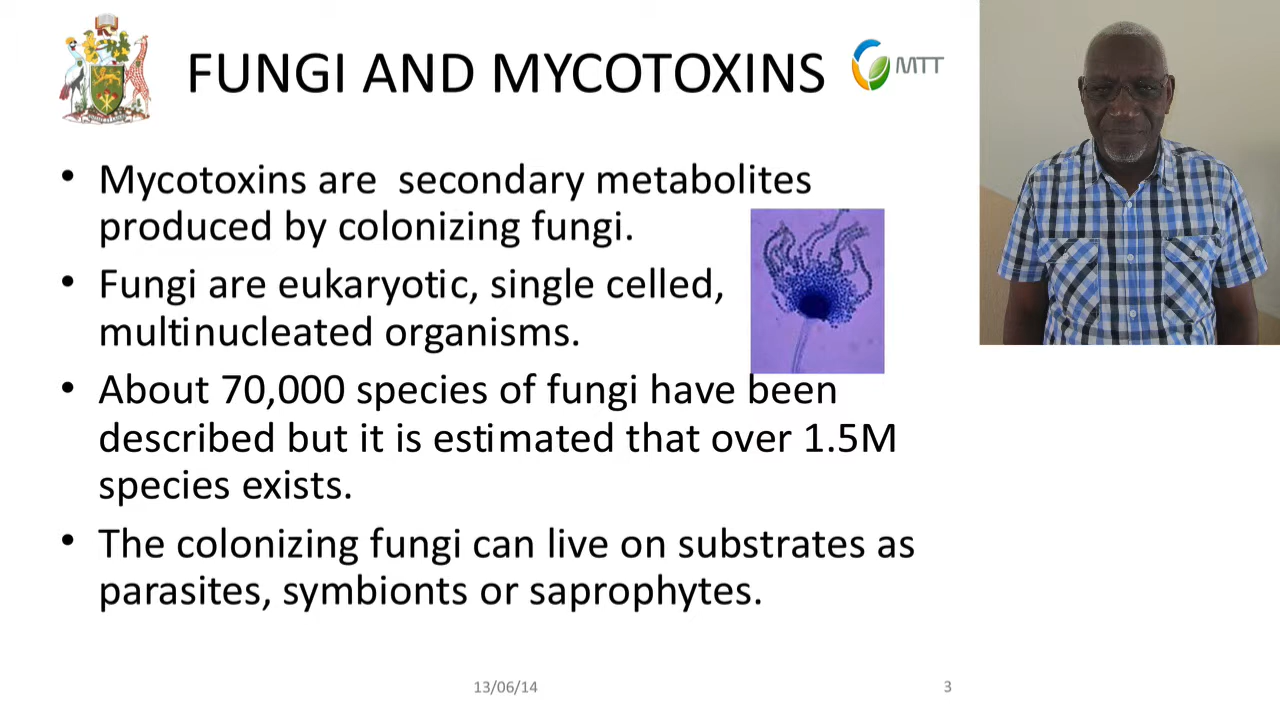 FUNGI AND MYCOTOXINS
MTT
• Mycotoxins are  secondary metabolites
produced by colonizing fungi.
• Fungi are eukaryotic, single celled,
multinucleated organisms.
• About 70,000 species of fungi have been
described but it is estimated that over 1.5M
species exists.
• The colonizing fungi can live on substrates as
parasites, symbionts or saprophytes.
13/06/14
3